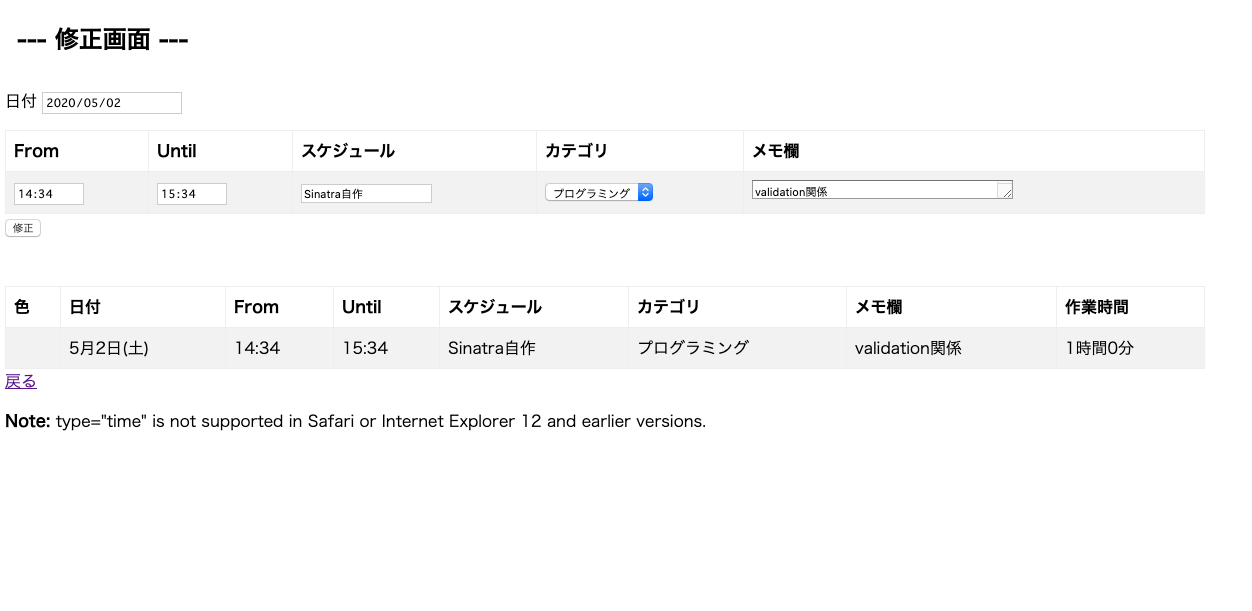 --- 修正画面 ---
日付 2020/05/02
From Until スケジュール カテゴリ メモ欄
14:34 15:34 Sinatra自作 プログラミング validation関係
修正
色 日付 From Until スケジュール カテゴリ メモ欄 作業時間
5月2日(土) 14:34 15:34 Sinatra自作 プログラミング validation関係 1時間0分
戻る
Note: type="time" is not supported in Safari or Internet Explorer 12 and earlier versions.